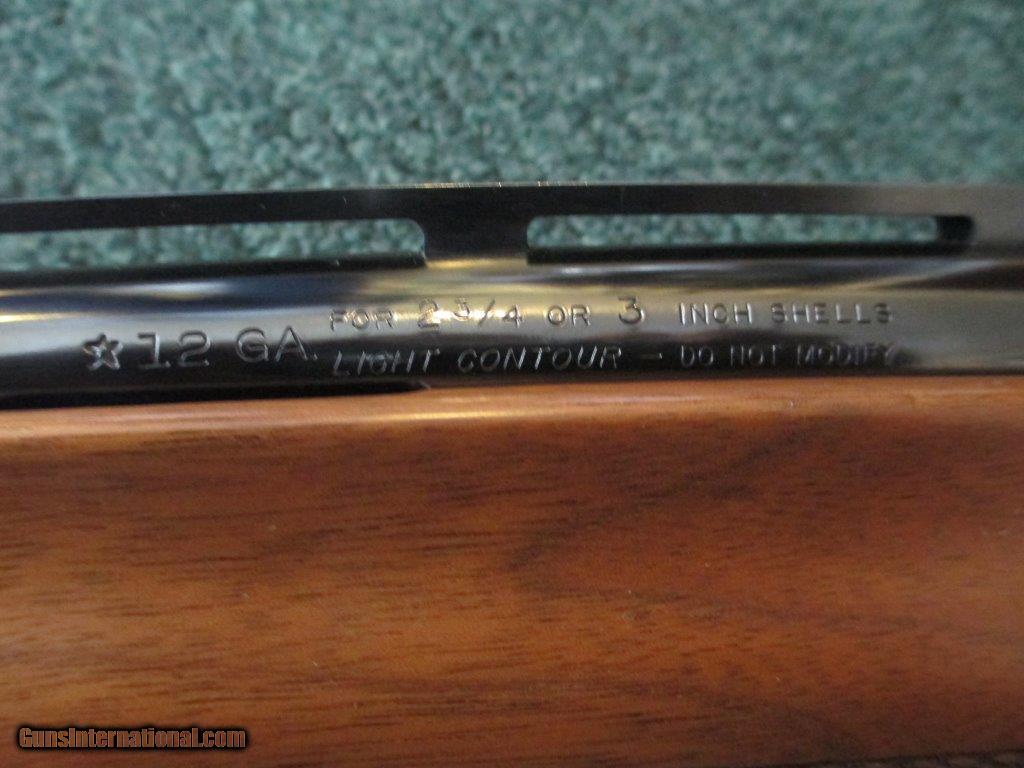 ☆12 GA. FOR 2 3/4 OR 3 INCH SHELLS
LIGHT CONTOUR – DO NOT MODIFY
GunsInternational.com